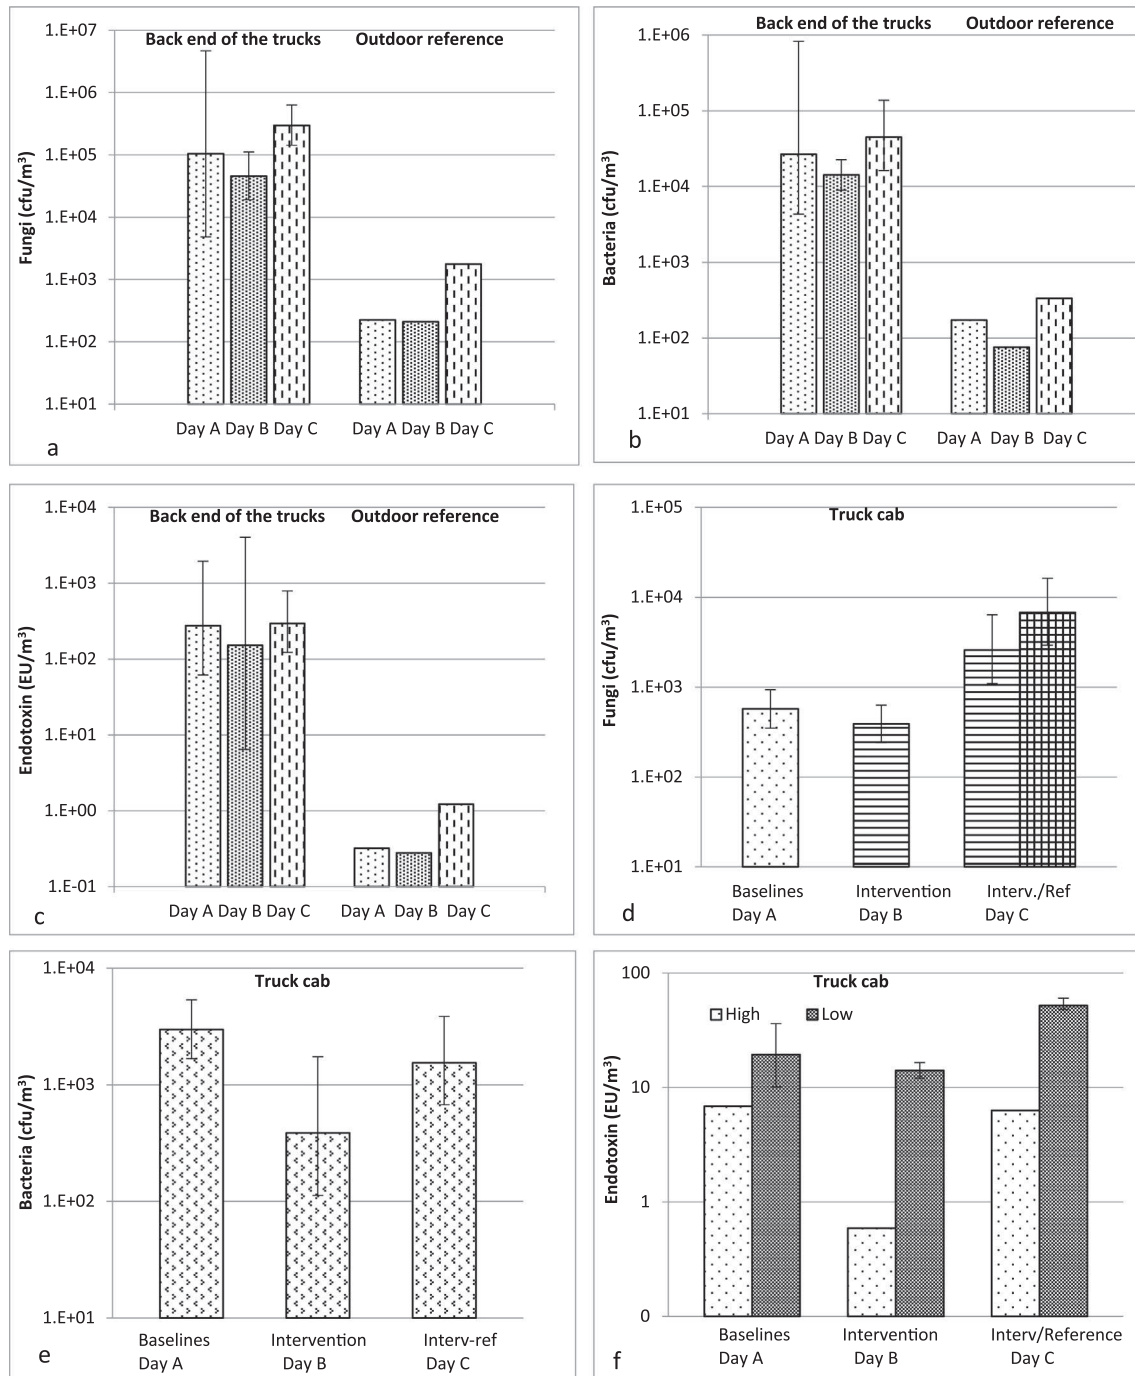 Back end of the trucks Outdoor reference
1.E+07
1.E+06
1.E+05
1.E+04
1.E+03
1.E+02
1.E+01
Fungi (cfu/m³)
Day A Day B Day C Day A Day B Day C
a
Back end of the trucks Outdoor reference
1.E+06
1.E+05
1.E+04
1.E+03
1.E+02
1.E+01
Bacteria (cfu/m³)
Day A Day B Day C Day A Day B Day C
b
Back end of the trucks Outdoor reference
1.E+04
1.E+03
1.E+02
1.E+01
1.E+00
1.E-01
Endotoxin (EU/m³)
Day A Day B Day C Day A Day B Day C
c
Truck cab
1.E+05
1.E+04
1.E+03
1.E+02
1.E+01
Fungi (cfu/m³)
Baselines Intervention Interv./Ref
Day A Day B Day C
d
Truck cab
1.E+04
1.E+03
1.E+02
1.E+01
Bacteria (cfu/m³)
Baselines Intervention Interv-ref
Day A Day B Day C
e
Truck cab
High Low
100
10
1
0
Endotoxin (EU/m³)
Baselines Intervention Interv/Reference
Day A Day B Day C
f